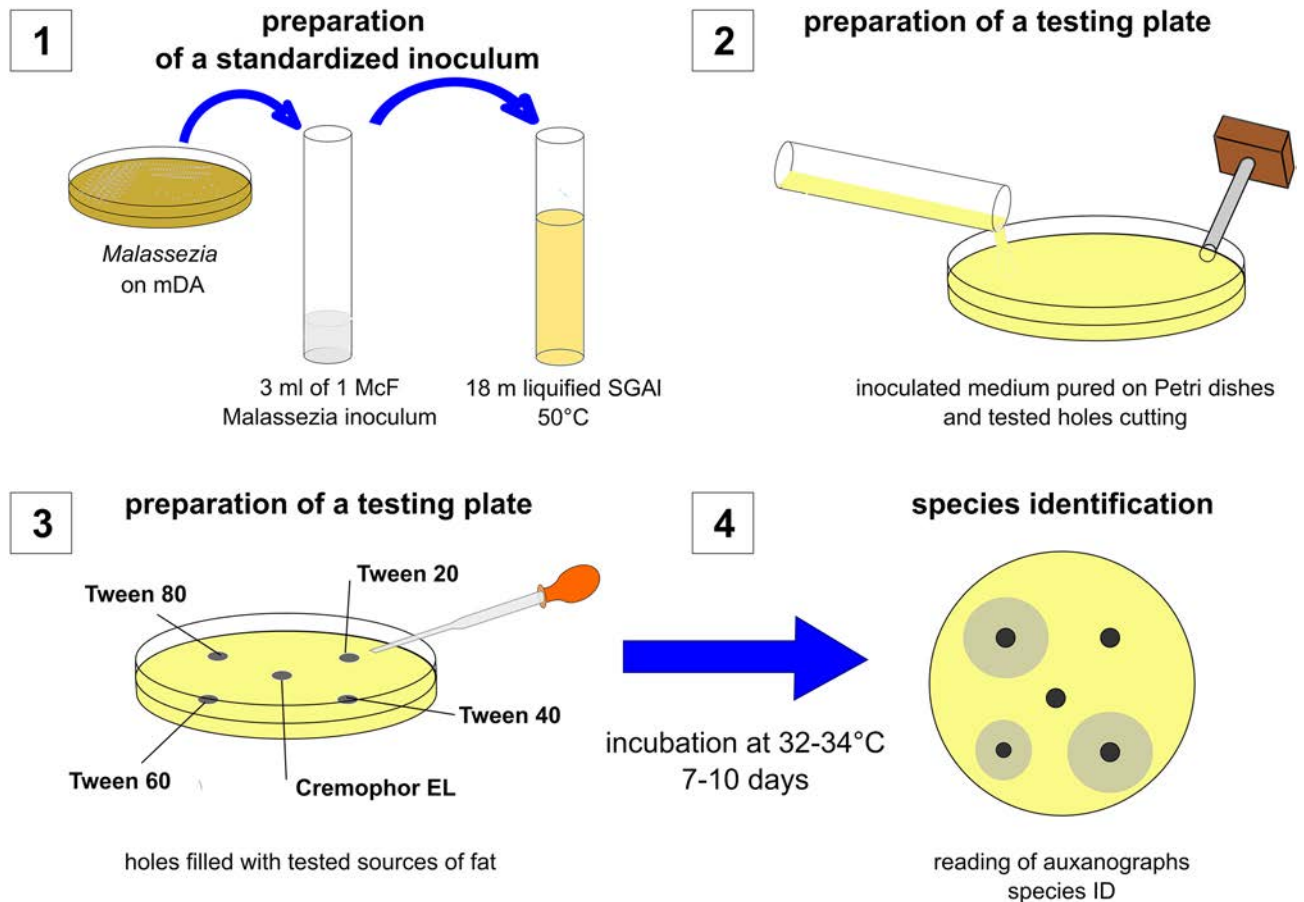 1
preparation
of a standardized inoculum
Malassezia
on mDA
3 ml of 1 McF
Malassezia inoculum
18 m liquified SGAl
50°C
2
preparation of a testing plate
inoculated medium pured on Petri dishes
and tested holes cutting
3
preparation of a testing plate
Tween 80
Tween 20
Tween 60
Tween 40
Cremophor EL
holes filled with tested sources of fat
incubation at 32-34°C
7-10 days
4
species identification
reading of auxanographs
species ID